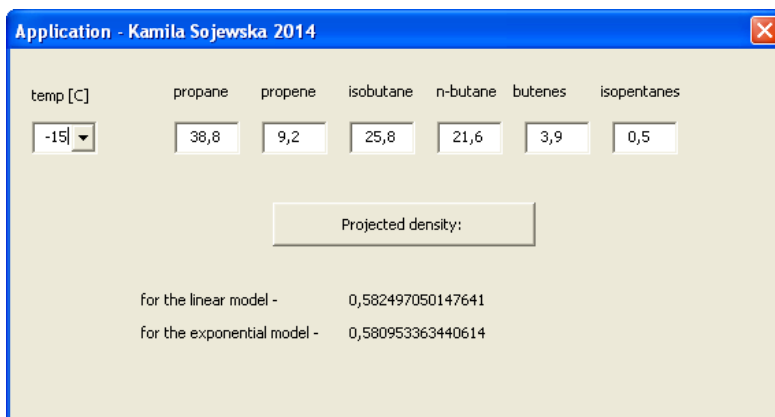 Application - Kamila Sojewska 2014
temp [C] propane propene isobutane n-butane butenes isopentanes
-15 38,8 9,2 25,8 21,6 3,9 0,5
Projected density:
for the linear model - 0,582497050147641
for the exponential model - 0,580953363440614